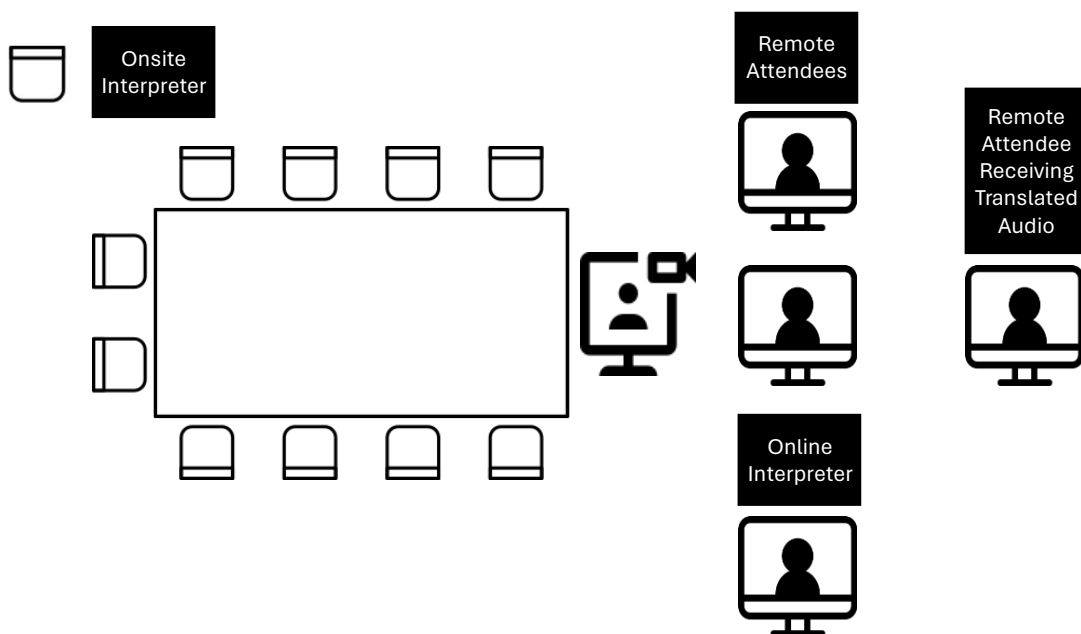 Onsite
Interpreter
Remote
Attendees
Remote
Attendee
Receiving
Translated
Audio
Online
Interpreter